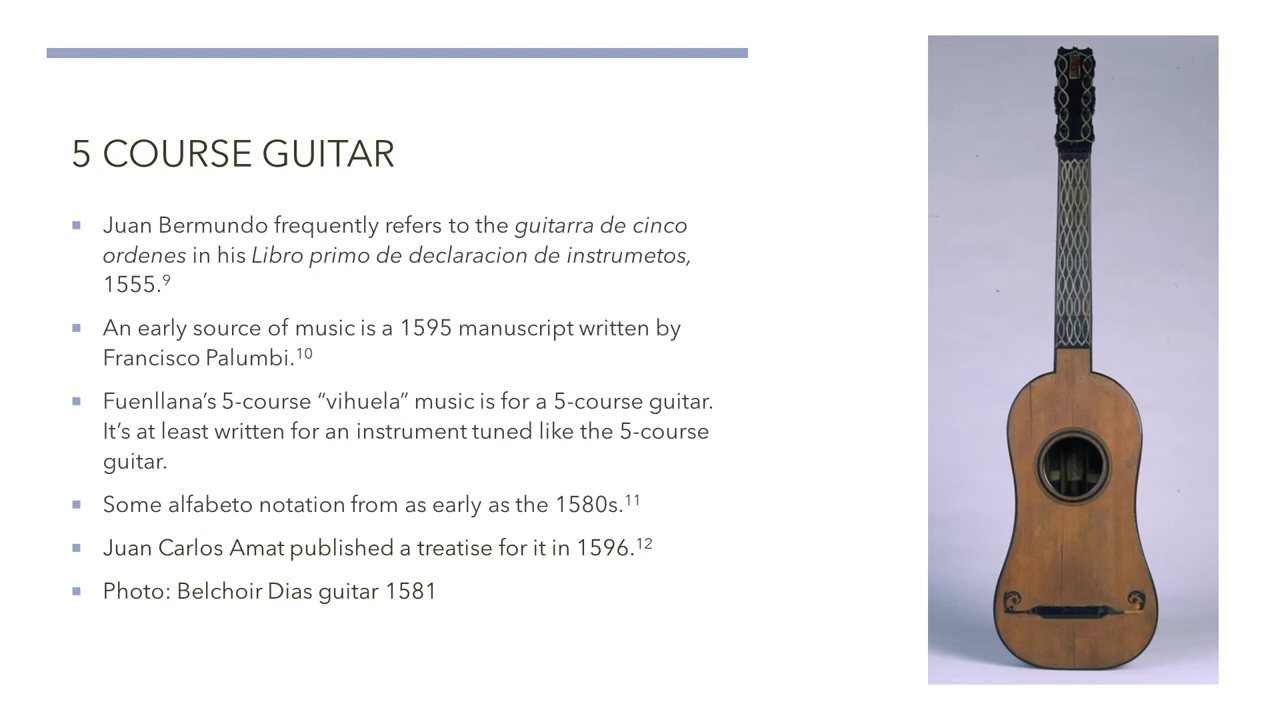 5 COURSE GUITAR
Juan Bermundo frequently refers to the guitarra de cinco
ordenes in his Libro primo de declaracion de instrumetos,
1555.9
An early source of music is a 1595 manuscript written by
Francisco Palumbi.10
Fuenllana's 5-course “vihuela” music is for a 5-course guitar.
It's at least written for an instrument tuned like the 5-course
guitar.
Some alfabeto notation from as early as the 1580s.11
Juan Carlos Amat published a treatise for it in 1596.12
Photo: Belchoir Dias guitar 1581